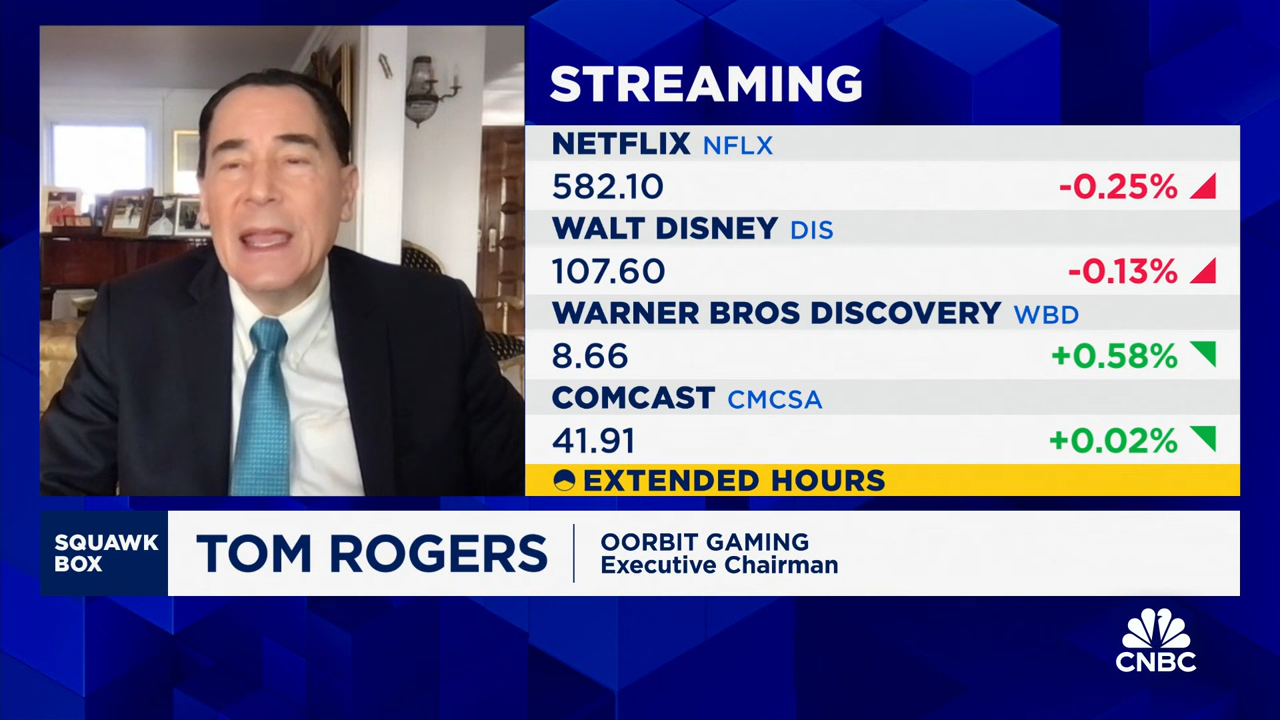 STREAMING
NETFLIX NFLX
582.10 -0.25%
WALT DISNEY DIS
107.60 -0.13%
WARNER BROS DISCOVERY WBD
8.66 +0.58%
COMCAST CMCSA
41.91 +0.02%
EXTENDED HOURS
SQUAWK
BOX
TOM ROGERS
OORBIT GAMING
Executive Chairman
CNBC